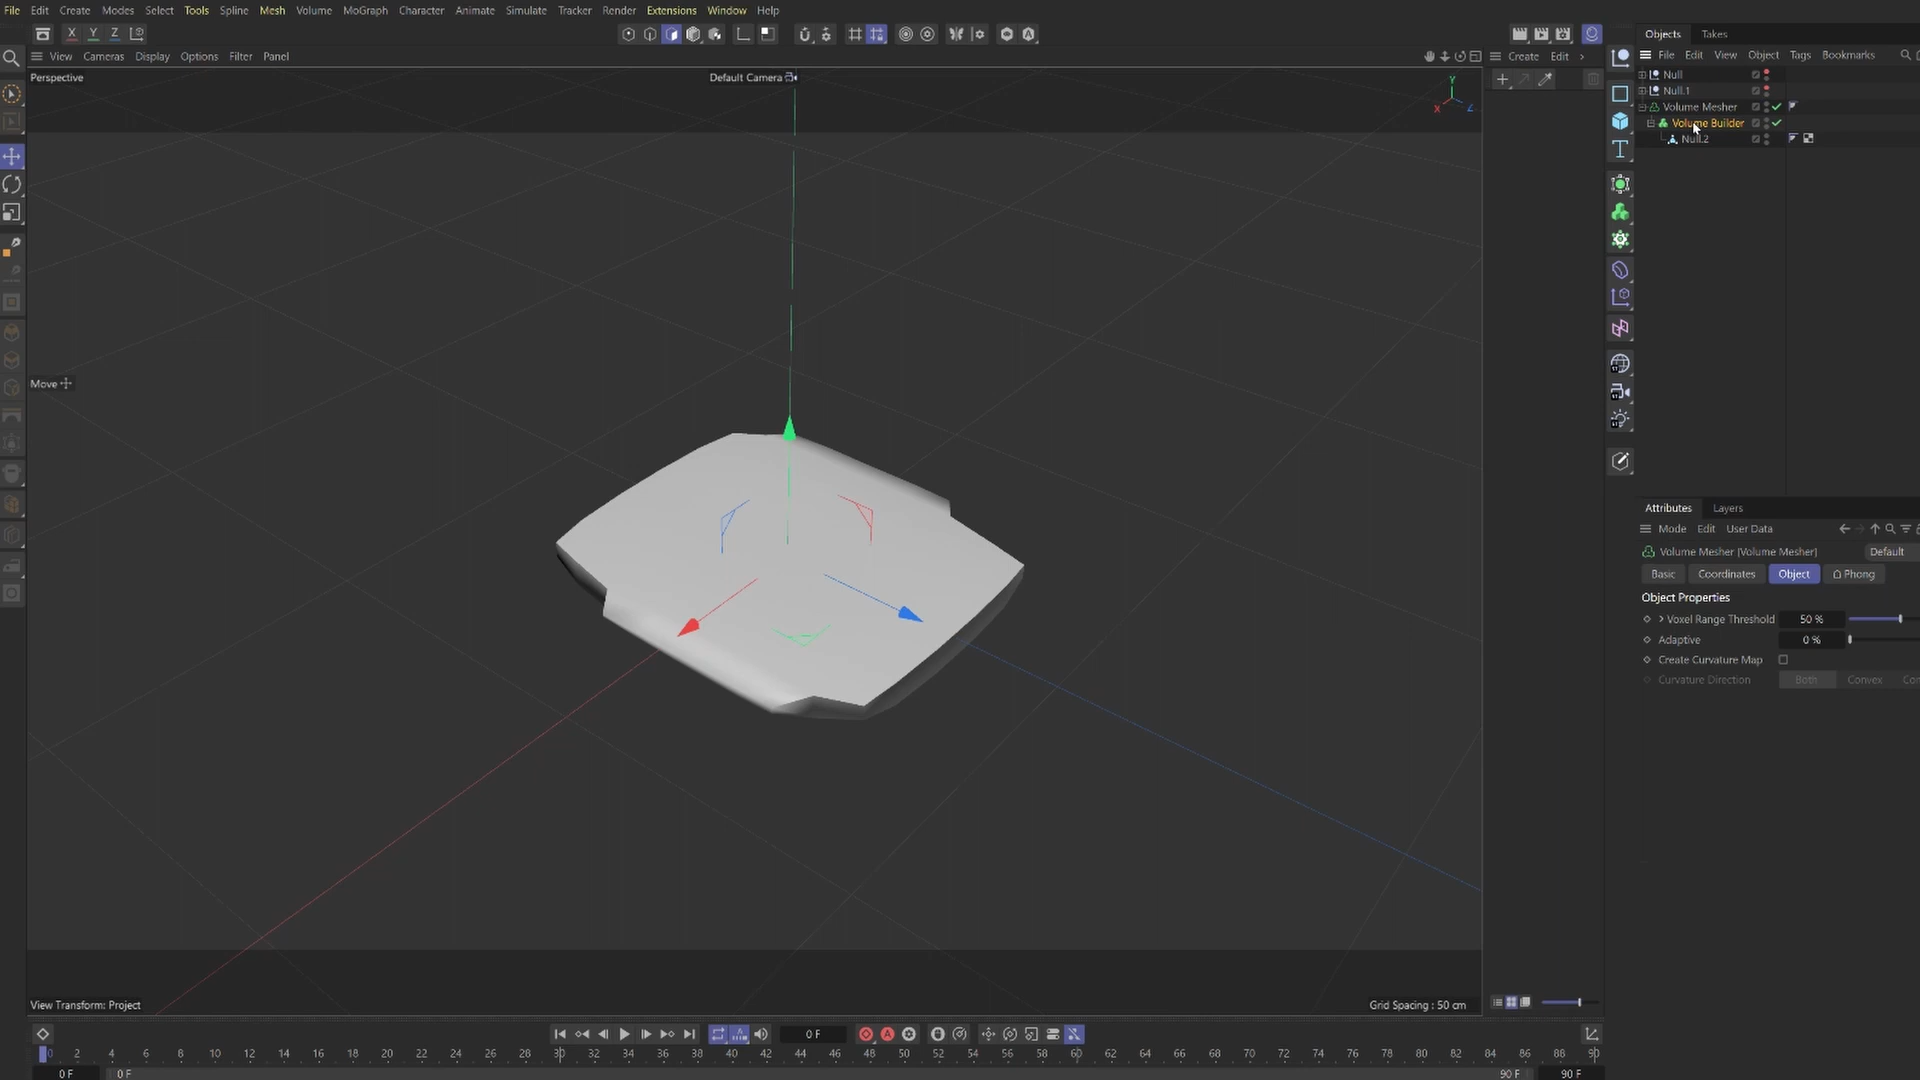 File Edit Create Modes Select Tools Spline Mesh Volume MoGraph Character Animate Simulate Tracker Render Extensions Window Help
X Y Z
View Cameras Display Options Filter Panel
Perspective
Default Camera
Y
X
Z
Move
View Transform: Project
Grid Spacing : 50 cm
Create Edit
Objects Takes
File Edit View Object Tags Bookmarks
Null
Null.1
Volume Mesher
Volume Builder
Null.2
Attributes Layers
Mode Edit User Data
Volume Mesher [Volume Mesher] Default
Basic Coordinates Object Phong
Object Properties
Voxel Range Threshold 50 %
Adaptive 0 %
Create Curvature Map
Curvature Direction Both Convex
0 F
0 2 4 6 8 10 12 14 16 18 20 22 24 26 28 30 32 34 36 38 40 42 44 46 48 50 52 54 56 58 60 62 64 66 68 70 72 74 76 78 80 82 84 86 88 90
0 F 0 F 90 F 90 F